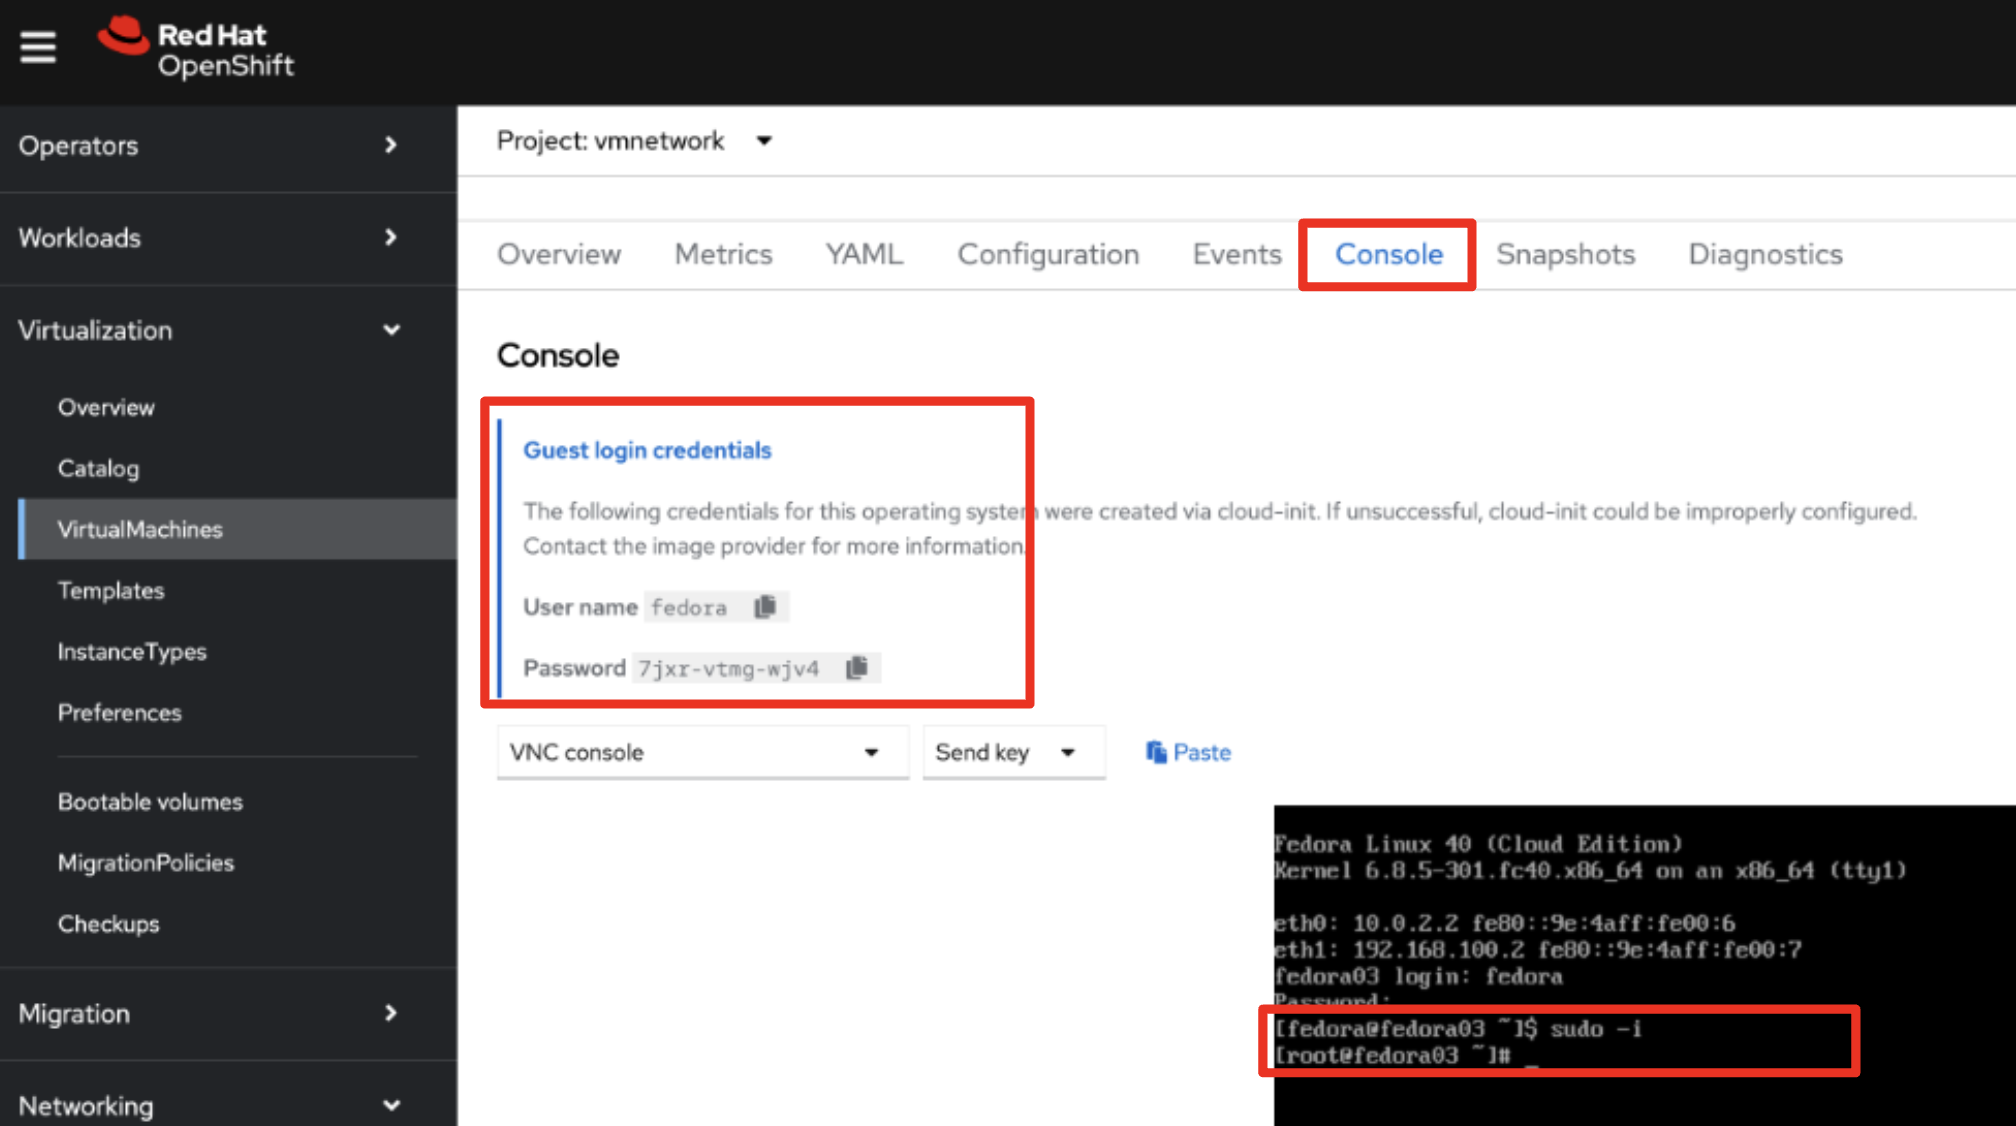 Red Hat
OpenShift
Operators
Workloads
Virtualization
Overview
Catalog
VirtualMachines
Templates
InstanceTypes
Preferences
Bootable volumes
MigrationPolicies
Checkups
Migration
Networking
Project: vmnetwork
Overview Metrics YAML Configuration Events Console Snapshots Diagnostics
Console
Guest login credentials
The following credentials for this operating system were created via cloud-init. If unsuccessful, cloud-init could be improperly configured.
Contact the image provider for more information.
User name fedora
Password 7jxr-vtmg-wjv4
VNC console Send key Paste
Fedora Linux 40 (Cloud Edition)
Kernel 6.8.5-301.fc40.x86_64 on an x86_64 (tty1)
eth0: 10.0.2.2 fe80::9e:4aff:fe00:6
eth1: 192.168.100.2 fe80::9e:4aff:fe00:7
fedora03 login: fedora
Password:
[fedora@fedora03 ~]$ sudo -i
[root@fedora03 ~]# _